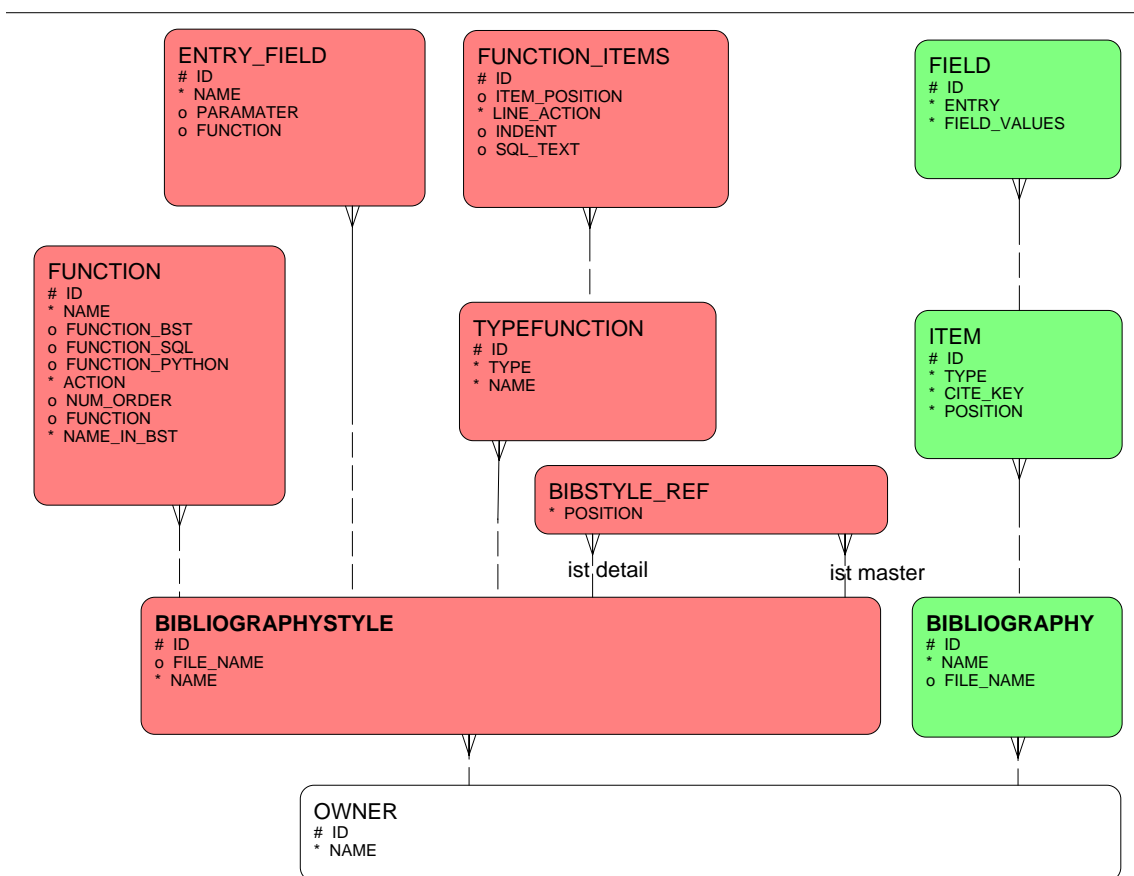 ENTRY_FIELD
# ID
* NAME
o PARAMATER
o FUNCTION
FUNCTION_ITEMS
# ID
o ITEM_POSITION
* LINE_ACTION
o INDENT
o SQL_TEXT
FIELD
# ID
* ENTRY
* FIELD_VALUES
FUNCTION
# ID
* NAME
o FUNCTION_BST
o FUNCTION_SQL
o FUNCTION_PYTHON
* ACTION
o NUM_ORDER
o FUNCTION
* NAME_IN_BST
TYPEFUNCTION
# ID
* TYPE
* NAME
ITEM
# ID
* TYPE
* CITE_KEY
* POSITION
BIBSTYLE_REF
* POSITION
ist detail
ist master
BIBLIOGRAPHYSTYLE
# ID
o FILE_NAME
* NAME
BIBLIOGRAPHY
# ID
* NAME
o FILE_NAME
OWNER
# ID
* NAME